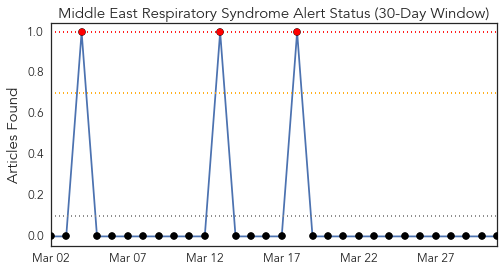 Middle East Respiratory Syndrome Alert Status (30-Day Window)
1.0
0.8
0.6
0.4
0.2
0.0
Articles Found
Mar 02 Mar 07 Mar 12 Mar 17 Mar 22 Mar 27